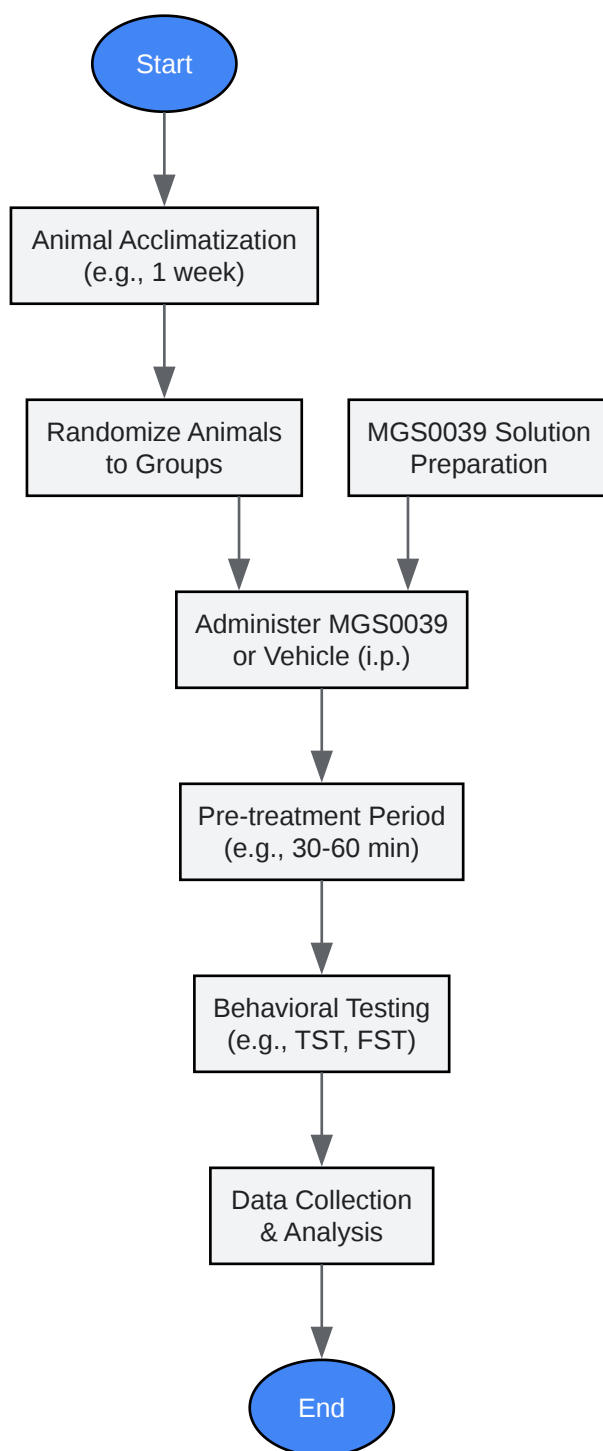 Start
Animal Acclimatization
(e.g., 1 week)
Randomize Animals
to Groups
MGS0039 Solution
Preparation
Administer MGS0039
or Vehicle (i.p.)
Pre-treatment Period
(e.g., 30-60 min)
Behavioral Testing
(e.g., TST, FST)
Data Collection
& Analysis
End